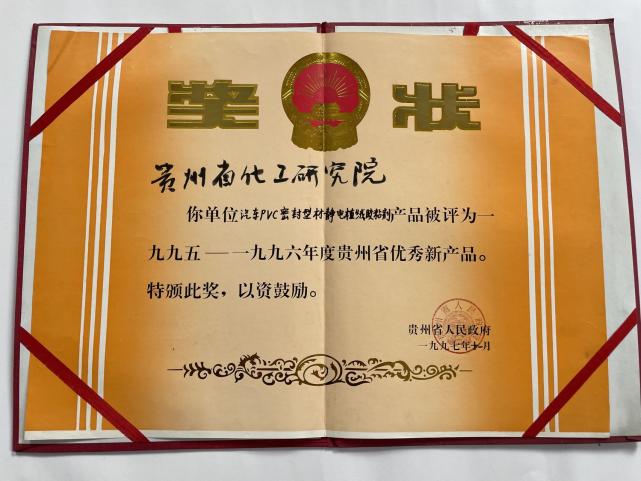 奖 状
贵州省化工研究院
你单位汽车PVC密封型材静电植绒胶粘剂产品被评为一
九九五——一九九六年度贵州省优秀新产品。
特颁此奖,以资鼓励。
贵州省人民政府
一九九七年十一月